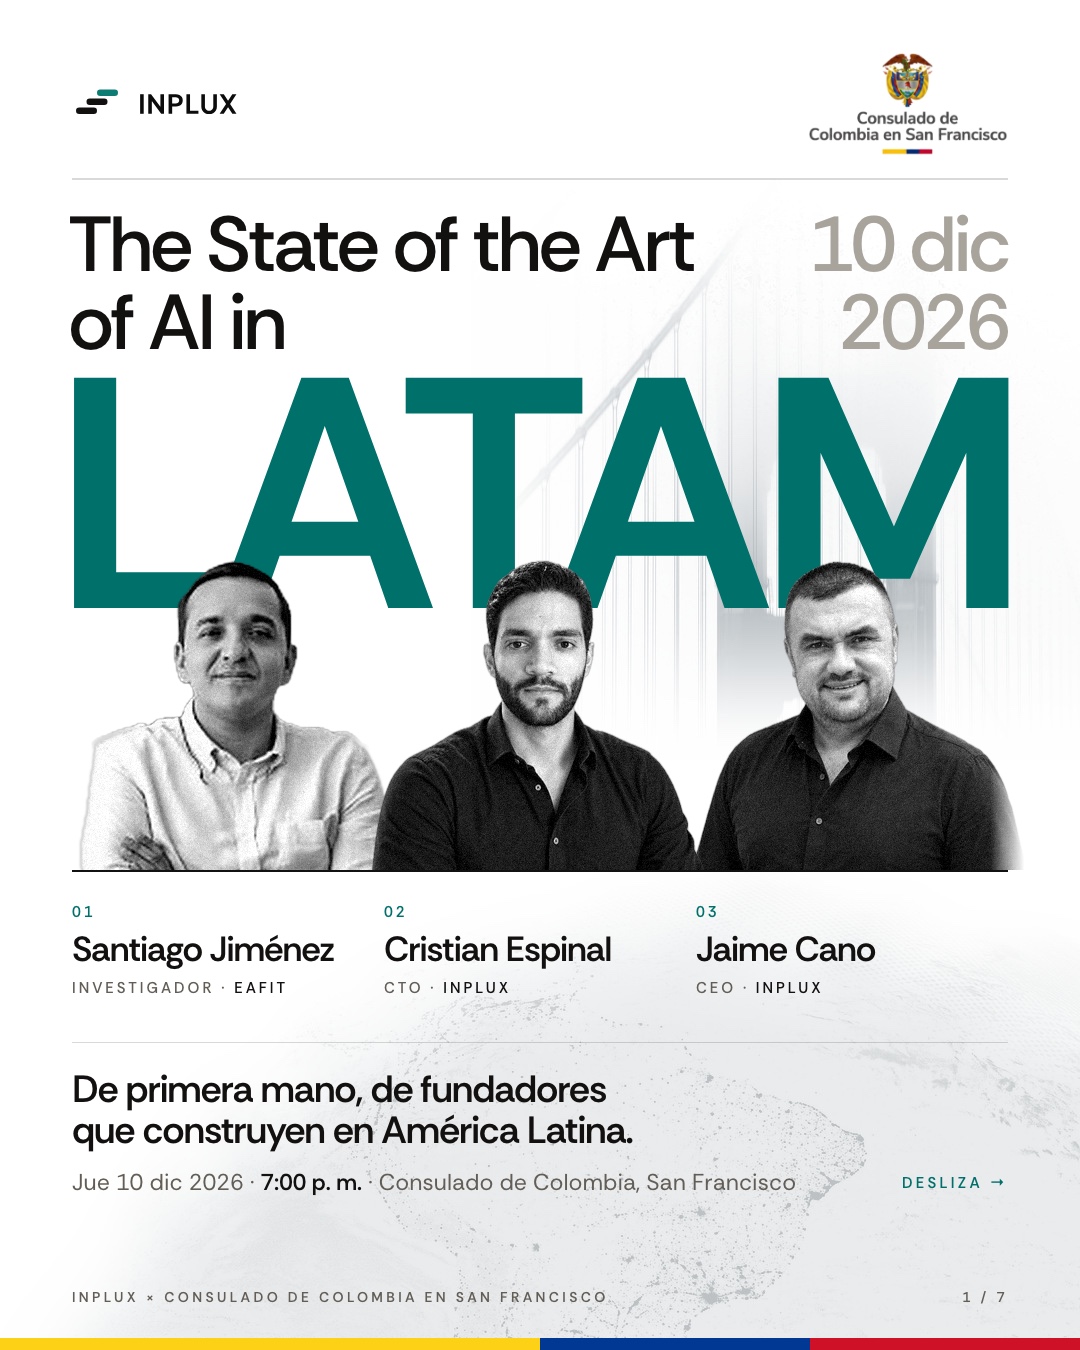 INPLUX
Consulado de
Colombia en San Francisco
The State of the Art
of AI in
10 dic
2026
LATAM
01
Santiago Jiménez
INVESTIGADOR · EAFIT
02
Cristian Espinal
CTO · INPLUX
03
Jaime Cano
CEO · INPLUX
De primera mano, de fundadores
que construyen en América Latina.
Jue 10 dic 2026 · 7:00 p. m. · Consulado de Colombia, San Francisco
DESLIZA →
INPLUX × CONSULADO DE COLOMBIA EN SAN FRANCISCO
1 / 7